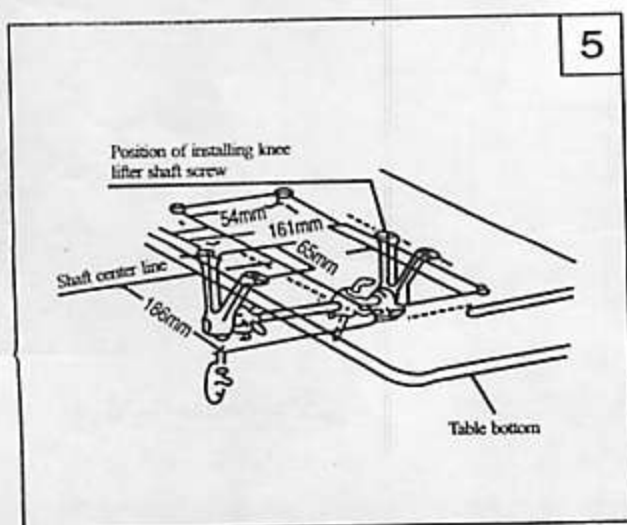 5
Position of installing knee
lifter shaft screw
54mm
161mm
65mm
Shaft center line
186mm
Table bottom